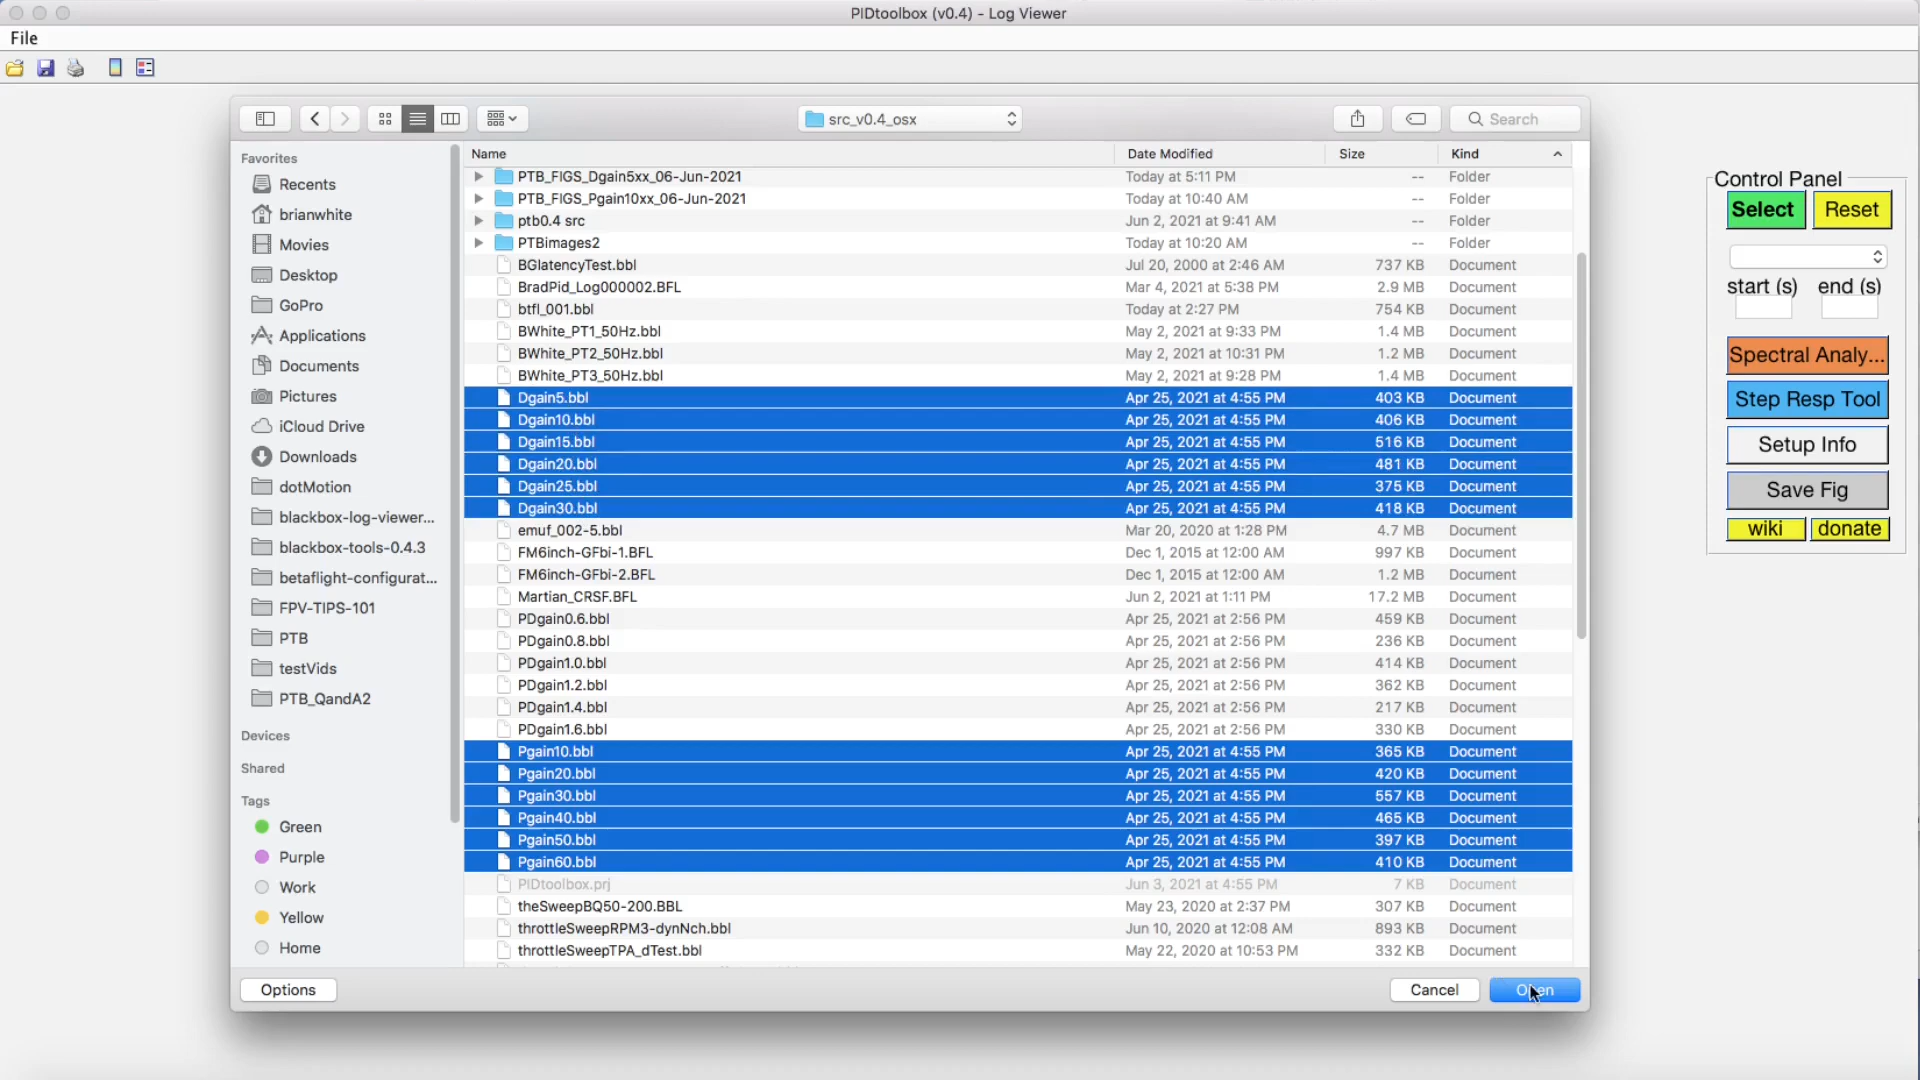 PIDtoolbox (v0.4) - Log Viewer
File
src_v0.4_osx
Search
Favorites
Recents
brianwhite
Movies
Desktop
GoPro
Applications
Documents
Pictures
iCloud Drive
Downloads
dotMotion
blackbox-log-viewer...
blackbox-tools-0.4.3
betaflight-configurat...
FPV-TIPS-101
PTB
testVids
PTB_QandA2
Devices
Shared
Tags
Green
Purple
Work
Yellow
Home
Name Date Modified Size Kind
PTB_FIGS_Dgain5xx_06-Jun-2021 Today at 5:11 PM -- Folder
PTB_FIGS_Pgain10xx_06-Jun-2021 Today at 10:40 AM -- Folder
ptb0.4 src Jun 2, 2021 at 9:41 AM -- Folder
PTBimages2 Today at 10:20 AM -- Folder
BGlatencyTest.bbl Jul 20, 2000 at 2:46 AM 737 KB Document
BradPid_Log000002.BFL Mar 4, 2021 at 5:38 PM 2.9 MB Document
btfl_001.bbl Today at 2:27 PM 754 KB Document
BWhite_PT1_50Hz.bbl May 2, 2021 at 9:33 PM 1.4 MB Document
BWhite_PT2_50Hz.bbl May 2, 2021 at 10:31 PM 1.2 MB Document
BWhite_PT3_50Hz.bbl May 2, 2021 at 9:28 PM 1.4 MB Document
Dgain5.bbl Apr 25, 2021 at 4:55 PM 403 KB Document
Dgain10.bbl Apr 25, 2021 at 4:55 PM 406 KB Document
Dgain15.bbl Apr 25, 2021 at 4:55 PM 516 KB Document
Dgain20.bbl Apr 25, 2021 at 4:55 PM 481 KB Document
Dgain25.bbl Apr 25, 2021 at 4:55 PM 375 KB Document
Dgain30.bbl Apr 25, 2021 at 4:55 PM 418 KB Document
emuf_002-5.bbl Mar 20, 2020 at 1:28 PM 4.7 MB Document
FM6inch-GFbi-1.BFL Dec 1, 2015 at 12:00 AM 997 KB Document
FM6inch-GFbi-2.BFL Dec 1, 2015 at 12:00 AM 1.2 MB Document
Martian_CRSF.BFL Jun 2, 2021 at 1:11 PM 17.2 MB Document
PDgain0.6.bbl Apr 25, 2021 at 2:56 PM 459 KB Document
PDgain0.8.bbl Apr 25, 2021 at 2:56 PM 236 KB Document
PDgain1.0.bbl Apr 25, 2021 at 2:56 PM 414 KB Document
PDgain1.2.bbl Apr 25, 2021 at 2:56 PM 362 KB Document
PDgain1.4.bbl Apr 25, 2021 at 2:56 PM 217 KB Document
PDgain1.6.bbl Apr 25, 2021 at 2:56 PM 330 KB Document
Pgain10.bbl Apr 25, 2021 at 4:55 PM 365 KB Document
Pgain20.bbl Apr 25, 2021 at 4:55 PM 420 KB Document
Pgain30.bbl Apr 25, 2021 at 4:55 PM 557 KB Document
Pgain40.bbl Apr 25, 2021 at 4:55 PM 465 KB Document
Pgain50.bbl Apr 25, 2021 at 4:55 PM 397 KB Document
Pgain60.bbl Apr 25, 2021 at 4:55 PM 410 KB Document
PIDtoolbox.prj Jun 3, 2021 at 4:55 PM 7 KB Document
theSweepBQ50-200.BBL May 23, 2020 at 2:37 PM 307 KB Document
throttleSweepRPM3-dynNch.bbl Jun 10, 2020 at 12:08 AM 893 KB Document
throttleSweepTPA_dTest.bbl May 22, 2020 at 10:53 PM 332 KB Document
Options
Cancel
Open
Control Panel
Select Reset
start (s) end (s)
Spectral Analy...
Step Resp Tool
Setup Info
Save Fig
wiki donate